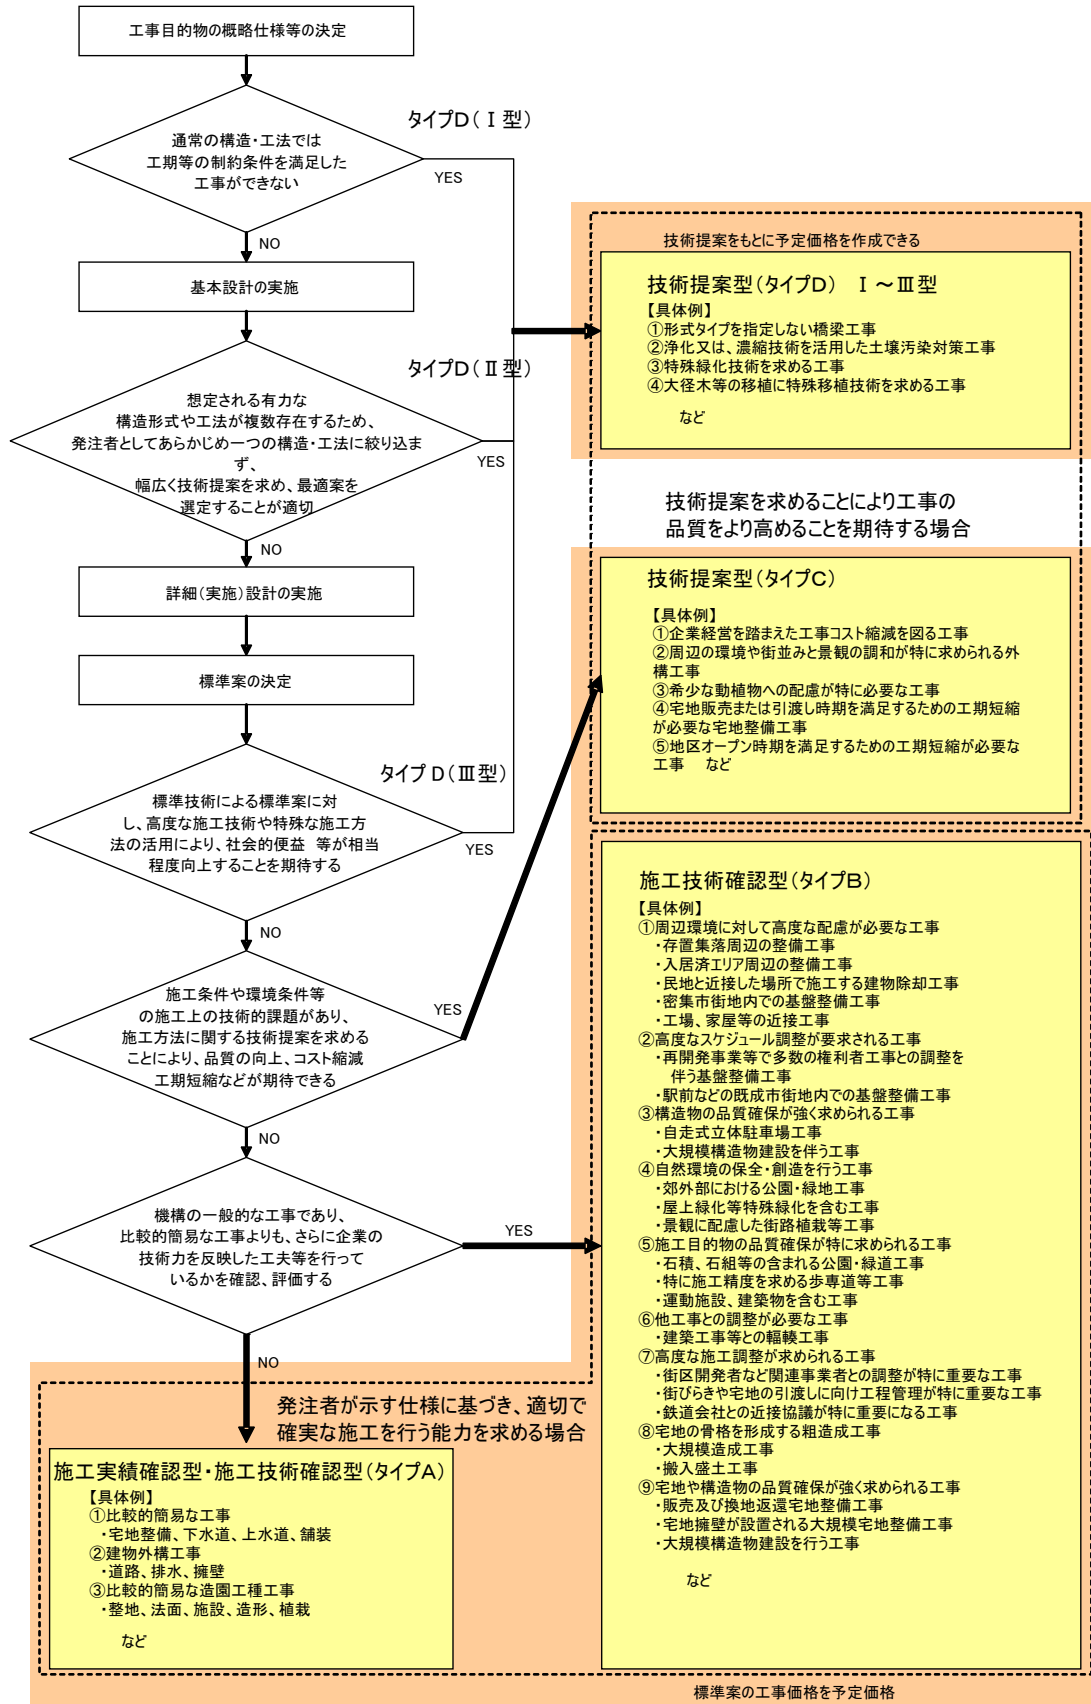 工事目的物の概略仕様等の決定
タイプD(Ⅰ型)
通常の構造・工法では
工期等の制約条件を満足した
工事ができない
YES
NO
基本設計の実施
タイプD(Ⅱ型)
想定される有力な
構造形式や工法が複数存在するため、
発注者としてあらかじめ一つの構造・工法に絞り込ま
ず、
幅広く技術提案を求め、最適案を
選定することが適切
YES
NO
詳細(実施)設計の実施
標準案の決定
タイプD(Ⅲ型)
標準技術による標準案に対
し、高度な施工技術や特殊な施工方
法の活用により、社会的便益 等が相当
程度向上することを期待する
YES
NO
施工条件や環境条件等
の施工上の技術的課題があり、
施工方法に関する技術提案を求める
ことにより、品質の向上、コスト縮減
工期短縮などが期待できる
YES
NO
機構の一般的な工事であり、
比較的簡易な工事よりも、さらに企業の
技術力を反映した工夫等を行って
いるかを確認、評価する
YES
NO
技術提案をもとに予定価格を作成できる
技術提案型(タイプD) Ⅰ～Ⅲ型
【具体例】
①形式タイプを指定しない橋梁工事
②浄化又は、濃縮技術を活用した土壌汚染対策工事
③特殊緑化技術を求める工事
④大径木等の移植に特殊移植技術を求める工事
など
技術提案を求めることにより工事の
品質をより高めることを期待する場合
技術提案型(タイプC)
【具体例】
①企業経営を踏まえた工事コスト縮減を図る工事
②周辺の環境や街並みと景観の調和が特に求められる外
構工事
③希少な動植物への配慮が特に必要な工事
④宅地販売または引渡し時期を満足するための工期短縮
が必要な宅地整備工事
⑤地区オープン時期を満足するための工期短縮が必要な
工事 など
施工技術確認型(タイプB)
【具体例】
①周辺環境に対して高度な配慮が必要な工事
・存置集落周辺の整備工事
・入居済エリア周辺の整備工事
・民地と近接した場所で施工する建物除却工事
・密集市街地内での基盤整備工事
・工場、家屋等の近接工事
②高度なスケジュール調整が要求される工事
・再開発事業等で多数の権利者工事との調整を
伴う基盤整備工事
・駅前などの既成市街地内での基盤整備工事
③構造物の品質確保が強く求められる工事
・自走式立体駐車場工事
・大規模構造物建設を伴う工事
④自然環境の保全・創造を行う工事
・郊外部における公園・緑地工事
・屋上緑化等特殊緑化を含む工事
・景観に配慮した街路植栽等工事
⑤施工目的物の品質確保が特に求められる工事
・石積、石組等の含まれる公園・緑道工事
・特に施工精度を求める歩専道等工事
・運動施設、建築物を含む工事
⑥他工事との調整が必要な工事
・建築工事等との輻輳工事
⑦高度な施工調整が求められる工事
・街区開発者など関連事業者との調整が特に重要な工事
・街びらきや宅地の引渡しに向け工程管理が特に重要な工事
・鉄道会社との近接協議が特に重要になる工事
⑧宅地の骨格を形成する粗造成工事
・大規模造成工事
・搬入盛土工事
⑨宅地や構造物の品質確保が強く求められる工事
・販売及び換地返還宅地整備工事
・宅地擁壁が設置される大規模宅地整備工事
・大規模構造物建設を行う工事
など
発注者が示す仕様に基づき、適切で
確実な施工を行う能力を求める場合
施工実績確認型・施工技術確認型(タイプA)
【具体例】
①比較的簡易な工事
・宅地整備、下水道、上水道、舗装
②建物外構工事
・道路、排水、擁壁
③比較的簡易な造園工種工事
・整地、法面、施設、造形、植栽
など
標準案の工事価格を予定価格